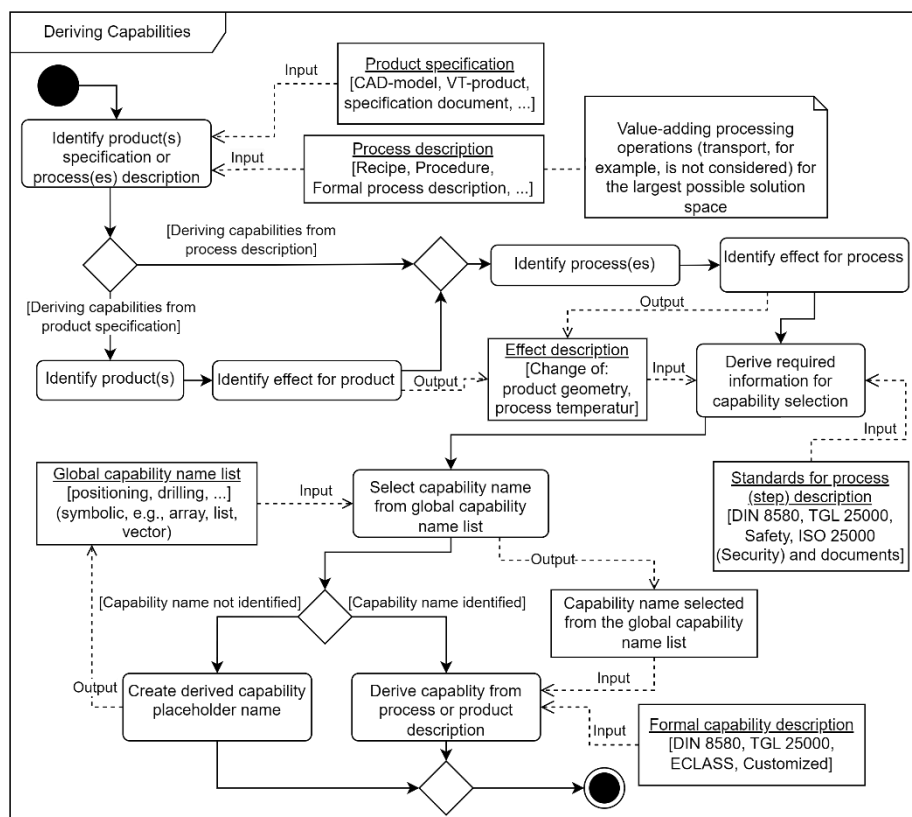 Deriving Capabilities
Input
Product specification
[CAD-model, VT-product,
specification document, ...]
Identify product(s)
specification or
process(es) description
Input
Process description
[Recipe, Procedure,
Formal process description, ...]
Value-adding processing
operations (transport, for
example, is not considered) for
the largest possible solution
space
[Deriving capabilities from
process description]
Identify process(es)
Identify effect for process
[Deriving capabilities from
product specification]
Output
Identify product(s)
Identify effect for product
Output
Effect description
[Change of:
product geometry,
process temperatur]
Input
Derive required
information for
capability selection
Input
Global capability name list
[positioning, drilling, ...]
(symbolic, e.g., array, list,
vector)
Input
Select capability name
from global capability
name list
Standards for process
(step) description
[DIN 8580, TGL 25000,
Safety, ISO 25000
(Security) and documents]
Output
[Capability name not identified]
[Capability name identified]
Capability name selected
from the global capability
name list
Output
Create derived capability
placeholder name
Derive capablity from
process or product
description
Input
Input
Formal capability description
[DIN 8580, TGL 25000,
ECLASS, Customized]